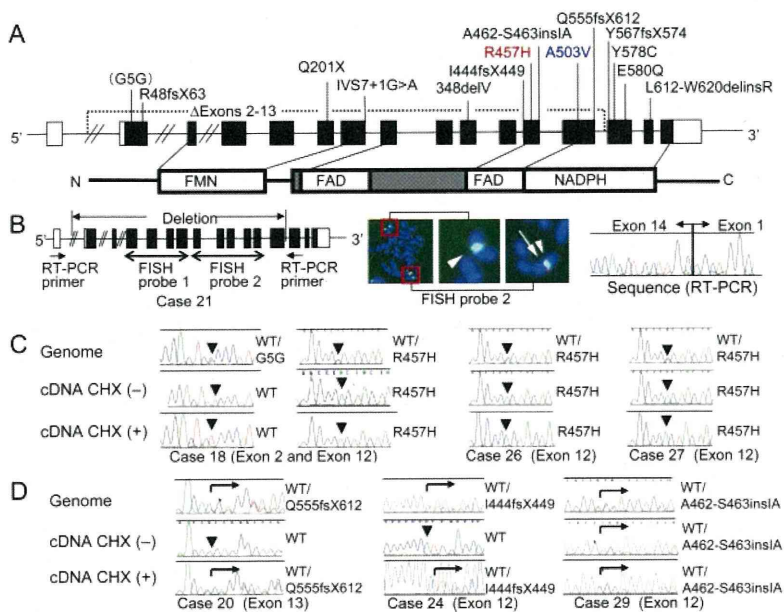 A
(G5G)
R48fsX63
Q201X
IVS7+1G>A
348delV
I444fsX449
R457H
A462-S463insIA
A503V
Q555fsX612
Y567fsX574
Y578C
E580Q
L612-W620delinsR
ΔExons 2-13
5'
3'
N
FMN
FAD
FAD
NADPH
C
B
Deletion
5'
3'
RT-PCR primer
FISH probe 1
FISH probe 2
RT-PCR primer
Case 21
FISH probe 2
Exon 14
Exon 1
Sequence (RT-PCR)
C
Genome
WT/ G5G
WT/ R457H
WT/ R457H
WT/ R457H
cDNA CHX (−)
WT
R457H
R457H
R457H
cDNA CHX (+)
WT
R457H
R457H
R457H
Case 18 (Exon 2 and Exon 12)
Case 26 (Exon 12)
Case 27 (Exon 12)
D
Genome
WT/ Q555fsX612
WT/ I444fsX449
WT/ A462-S463insIA
cDNA CHX (−)
WT
WT
WT/ A462-S463insIA
cDNA CHX (+)
WT/ Q555fsX612
WT/ I444fsX449
WT/ A462-S463insIA
Case 20 (Exon 13)
Case 24 (Exon 12)
Case 29 (Exon 12)